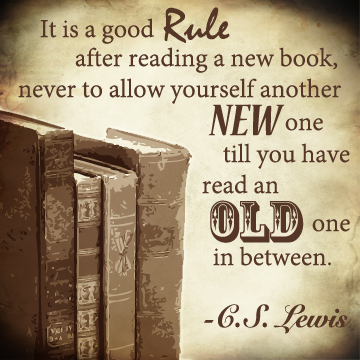 It is a good Rule
after reading a new book,
never to allow yourself another
NEW one
till you have
read an
OLD one
in between.
-C.S. Lewis